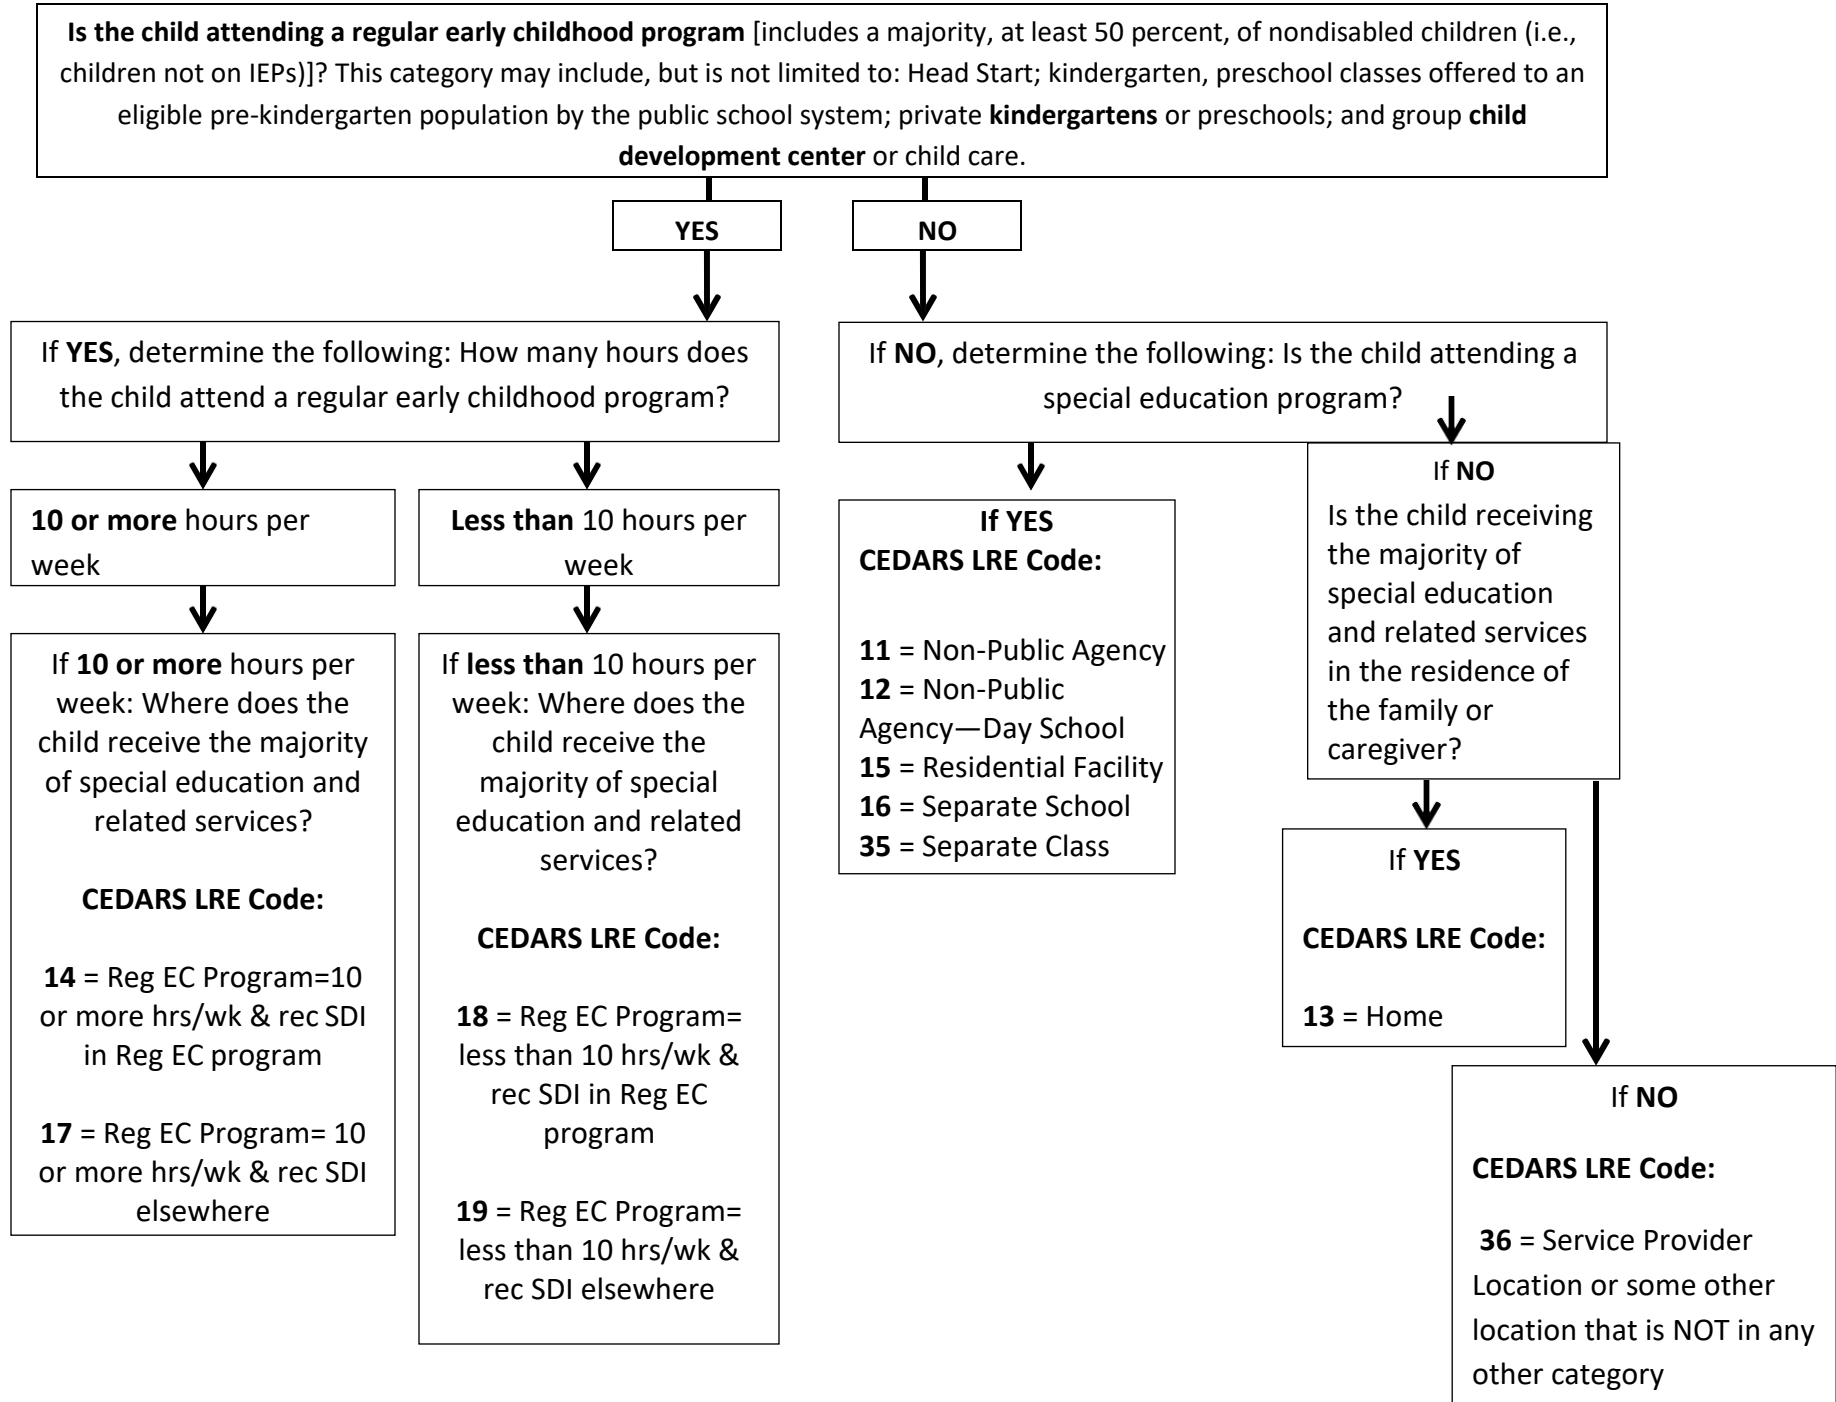 Is the child attending a regular early childhood program [includes a majority, at least 50 percent, of nondisabled children (i.e.,
children not on IEPs)]? This category may include, but is not limited to: Head Start; kindergarten, preschool classes offered to an
eligible pre-kindergarten population by the public school system; private kindergartens or preschools; and group child
development center or child care.
YES
NO
If YES, determine the following: How many hours does
the child attend a regular early childhood program?
If NO, determine the following: Is the child attending a
special education program?
10 or more hours per
week
Less than 10 hours per
week
If 10 or more hours per
week: Where does the
child receive the majority
of special education and
related services?
CEDARS LRE Code:
14 = Reg EC Program=10
or more hrs/wk & rec SDI
in Reg EC program
17 = Reg EC Program= 10
or more hrs/wk & rec SDI
elsewhere
If less than 10 hours per
week: Where does the
child receive the
majority of special
education and related
services?
CEDARS LRE Code:
18 = Reg EC Program=
less than 10 hrs/wk &
rec SDI in Reg EC
program
19 = Reg EC Program=
less than 10 hrs/wk &
rec SDI elsewhere
If YES
CEDARS LRE Code:
11 = Non-Public Agency
12 = Non-Public
Agency—Day School
15 = Residential Facility
16 = Separate School
35 = Separate Class
If NO
Is the child receiving
the majority of
special education
and related services
in the residence of
the family or
caregiver?
If YES
CEDARS LRE Code:
13 = Home
If NO
CEDARS LRE Code:
36 = Service Provider
Location or some other
location that is NOT in any
other category